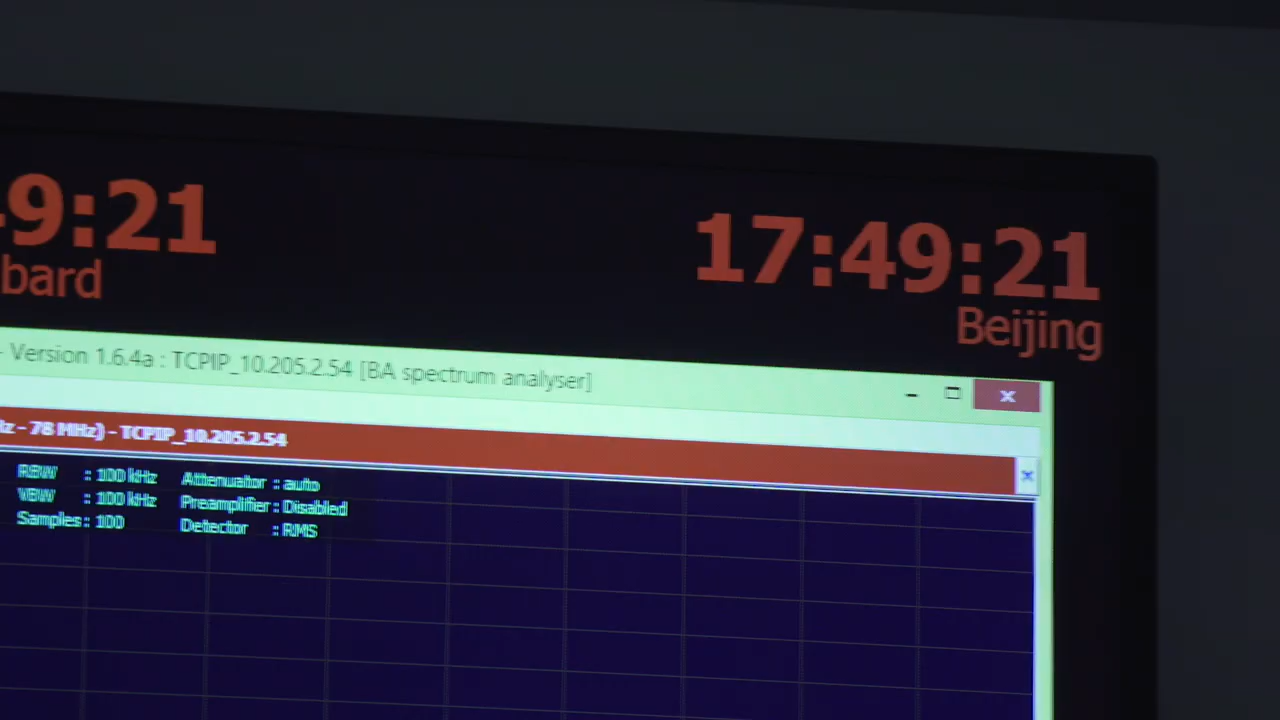 9:21
17:49:21
bard
Beijing
- Version 1.6.4a : TCPIP_10.205.2.54 [BA spectrum analyser]
z - 78 MHz) - TCPIP_10.205.2.54
RBW : 100 kHz Attenuator : auto
VBW : 100 kHz Preamplifier : Disabled
Samples : 100 Detector : RMS